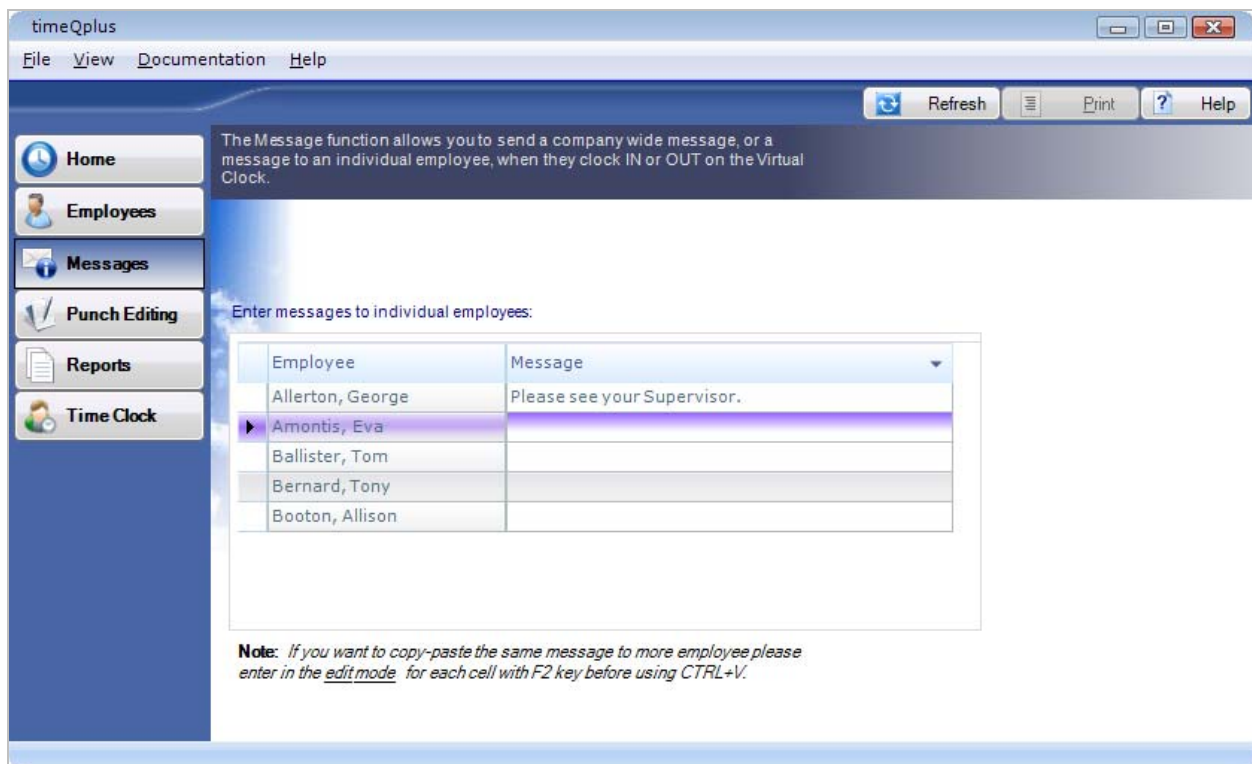 timeQplus
File View Documentation Help
Refresh Print Help
The Message function allows you to send a company wide message, or a
message to an individual employee, when they clock IN or OUT on the Virtual
Clock.
Home
Employees
Messages
Punch Editing
Reports
Time Clock
Enter messages to individual employees:
Employee Message
Allerton, George Please see your Supervisor.
Amontis, Eva
Ballister, Tom
Bernard, Tony
Booton, Allison
Note: If you want to copy-paste the same message to more employee please
enter in the edit mode for each cell with F2 key before using CTRL+V.